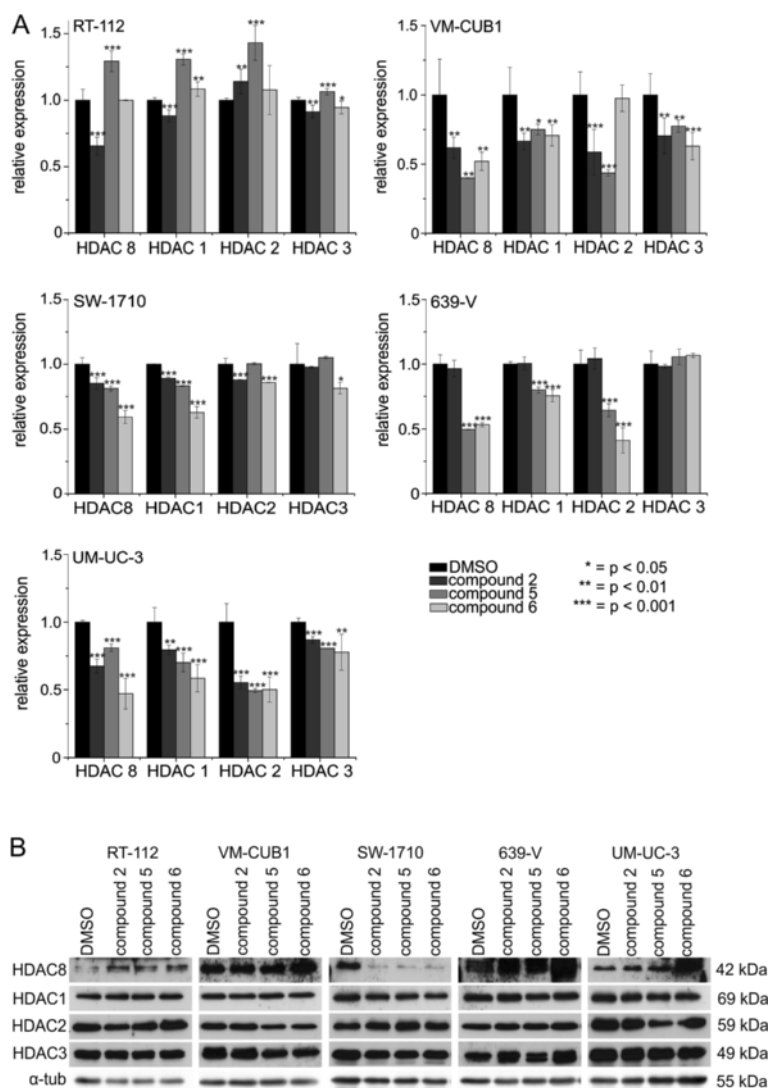 A
RT-112
VM-CUB1
relative expression
1.5
1.0
0.5
0
*** *** *** ** *** ** *** ** *** *
HDAC 8 HDAC 1 HDAC 2 HDAC 3
relative expression
1.5
1.0
0.5
0
** ** ** ** * ** *** *** ** ** ***
HDAC 8 HDAC 1 HDAC 2 HDAC 3
SW-1710
639-V
relative expression
1.5
1.0
0.5
0
*** *** *** *** *** *** *** *** *
HDAC8 HDAC1 HDAC2 HDAC3
relative expression
1.5
1.0
0.5
0
*** *** *** *** *** ***
HDAC 8 HDAC 1 HDAC 2 HDAC 3
UM-UC-3
relative expression
1.5
1.0
0.5
0
*** *** *** ** *** *** *** *** *** *** *** **
HDAC 8 HDAC 1 HDAC 2 HDAC 3
DMSO
compound 2
compound 5
compound 6
* = p < 0.05
** = p < 0.01
*** = p < 0.001
B
RT-112 VM-CUB1 SW-1710 639-V UM-UC-3
DMSO compound 2 compound 5 compound 6 DMSO compound 2 compound 5 compound 6 DMSO compound 2 compound 5 compound 6 DMSO compound 2 compound 5 compound 6 DMSO compound 2 compound 5 compound 6
HDAC8 42 kDa
HDAC1 69 kDa
HDAC2 59 kDa
HDAC3 49 kDa
α-tub 55 kDa